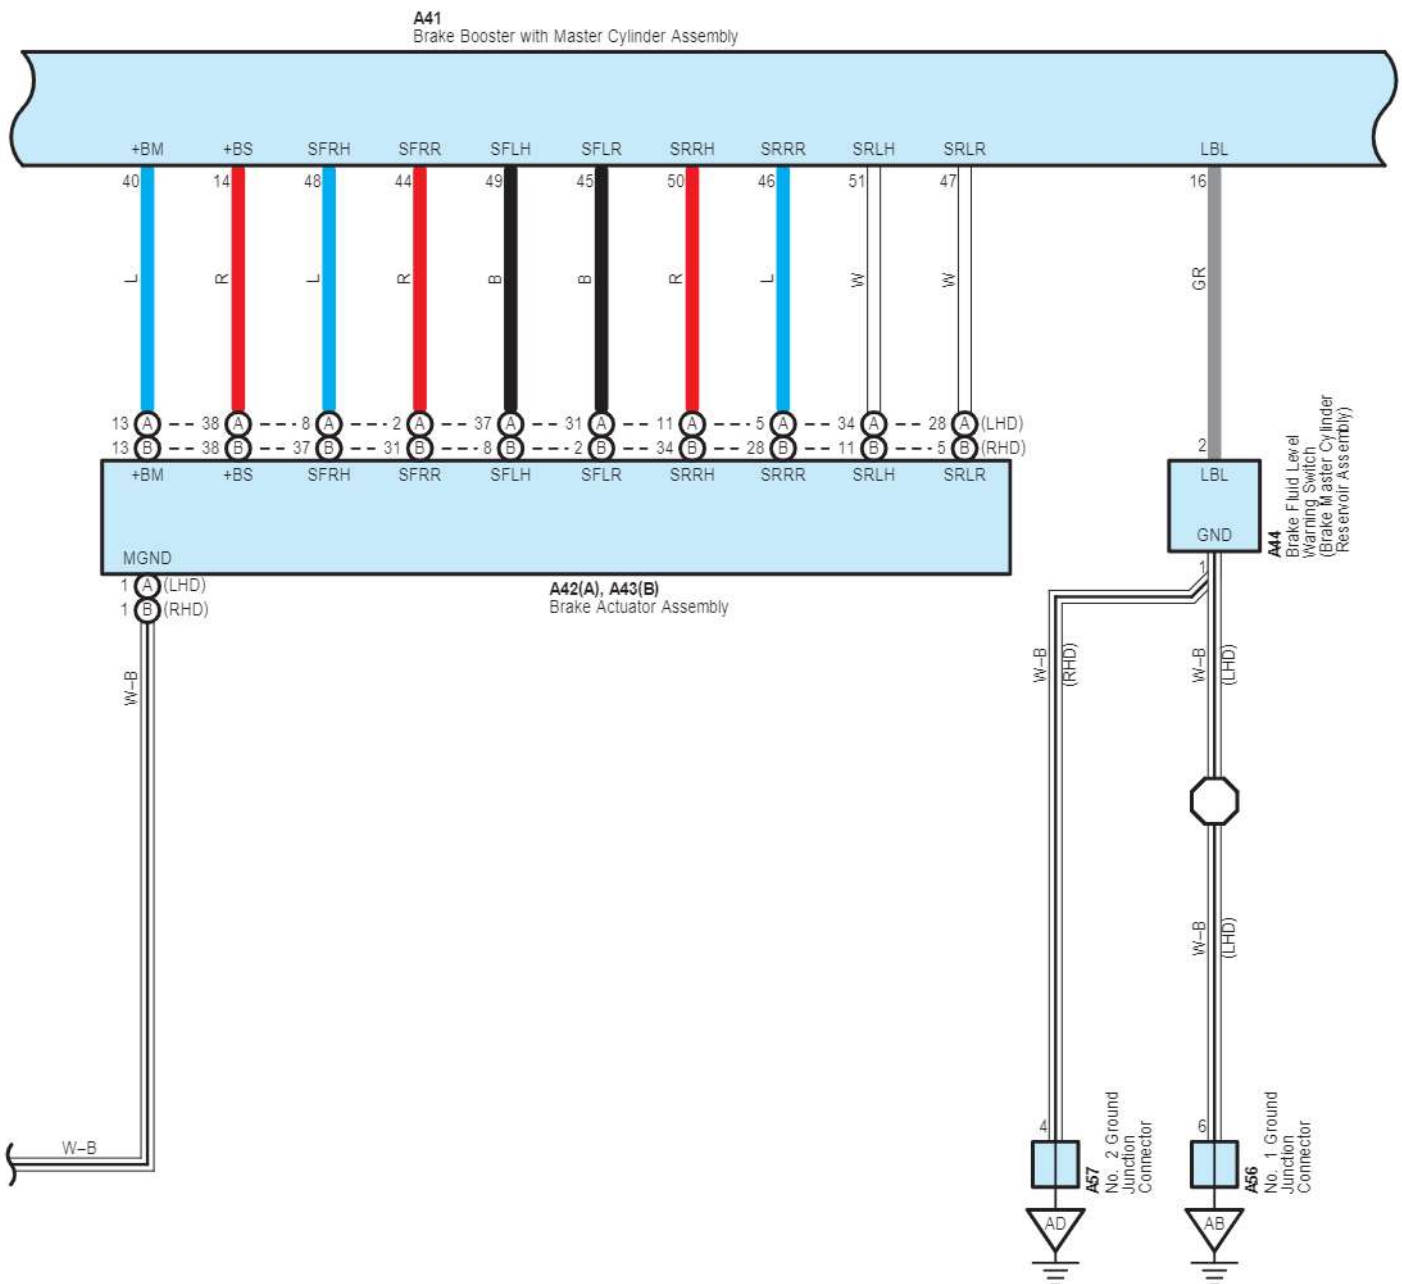 A41
Brake Booster with Master Cylinder Assembly
+BM +BS SFRH SFRR SFLH SFLR SRRH SRRR SRLH SRLR LBL
40 14 48 44 49 45 50 46 51 47 16
L R L R B B R L W W GR
13 A 38 A 8 A 2 A 37 A 31 A 11 A 5 A 34 A 28 A (LHD)
13 B 38 B 37 B 31 B 8 B 2 B 34 B 28 B 11 B 5 B (RHD)
2
+BM +BS SFRH SFRR SFLH SFLR SRRH SRRR SRLH SRLR LBL
MGND
GND
A44
Brake Fluid Level
Warning Switch
(Brake Master Cylinder
Reservoir Assembly)
1 A (LHD)
1 B (RHD)
A42(A), A43(B)
Brake Actuator Assembly
1
W–B
W–B
(RHD)
W–B
(LHD)
W–B
(LHD)
W–B
4
A57
No. 2 Ground
Junction
Connector
6
A56
No. 1 Ground
Junction
Connector
AD AB